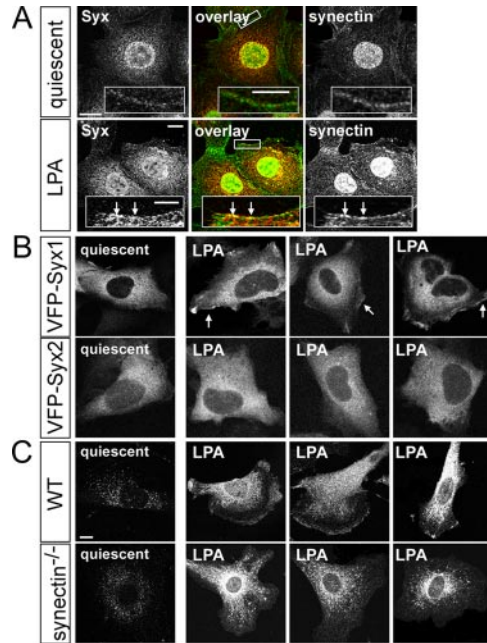 A
Syx overlay synectin
quiescent
LPA
Syx overlay synectin
B
quiescent LPA LPA LPA
VFP-Syx1
VFP-Syx2
quiescent LPA LPA LPA
C
quiescent LPA LPA LPA
WT
synectin-/-
quiescent LPA LPA LPA